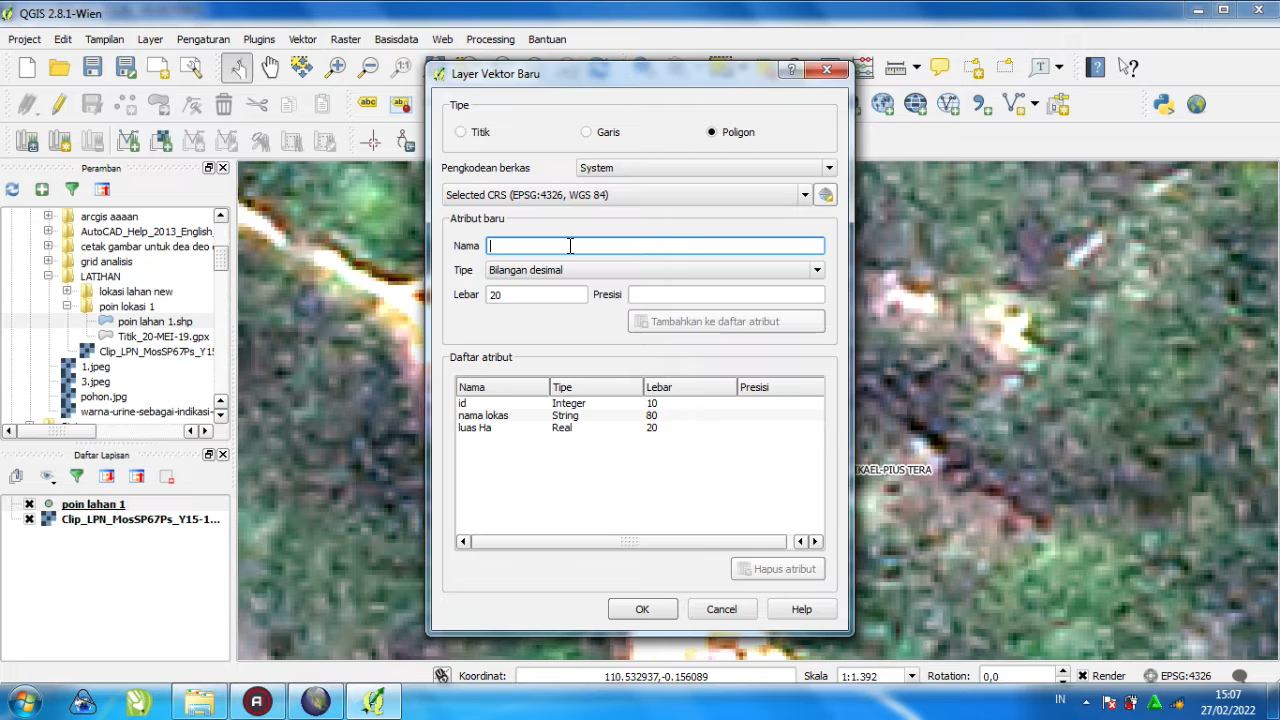 QGIS 2.8.1-Wien
Project Edit Tampilan Layer Pengaturan Plugins Vektor Raster Basisdata Web Processing Bantuan
Layer Vektor Baru
Tipe
Titik Garis Poligon
Pengkodean berkas System
Selected CRS (EPSG:4326, WGS 84)
Atribut baru
Nama
Tipe Bilangan desimal
Lebar 20 Presisi
Tambahkan ke daftar atribut
Daftar atribut
Nama Tipe Lebar Presisi
id Integer 10
nama lokas String 80
luas Ha Real 20
Hapus atribut
OK Cancel Help
Peramban
arcgis aaaan
AutoCAD_Help_2013_English_
cetak gambar untuk dea deo
grid analisis
LATIHAN
lokasi lahan new
poin lokasi 1
poin lahan 1.shp
Titik_20-MEI-19.gpx
Clip_LPN_MosSP67Ps_Y15
1.jpeg
3.jpeg
pohon.jpg
warna-urine-sebagai-indikasi-
Daftar Lapisan
poin lahan 1
Clip_LPN_MosSP67Ps_Y15-1...
IKAEL-PIUS TERA
Koordinat: 110.532937,-0.156089 Skala 1:1.392 Rotation: 0,0 Render EPSG:4326
IN 15:07
27/02/2022